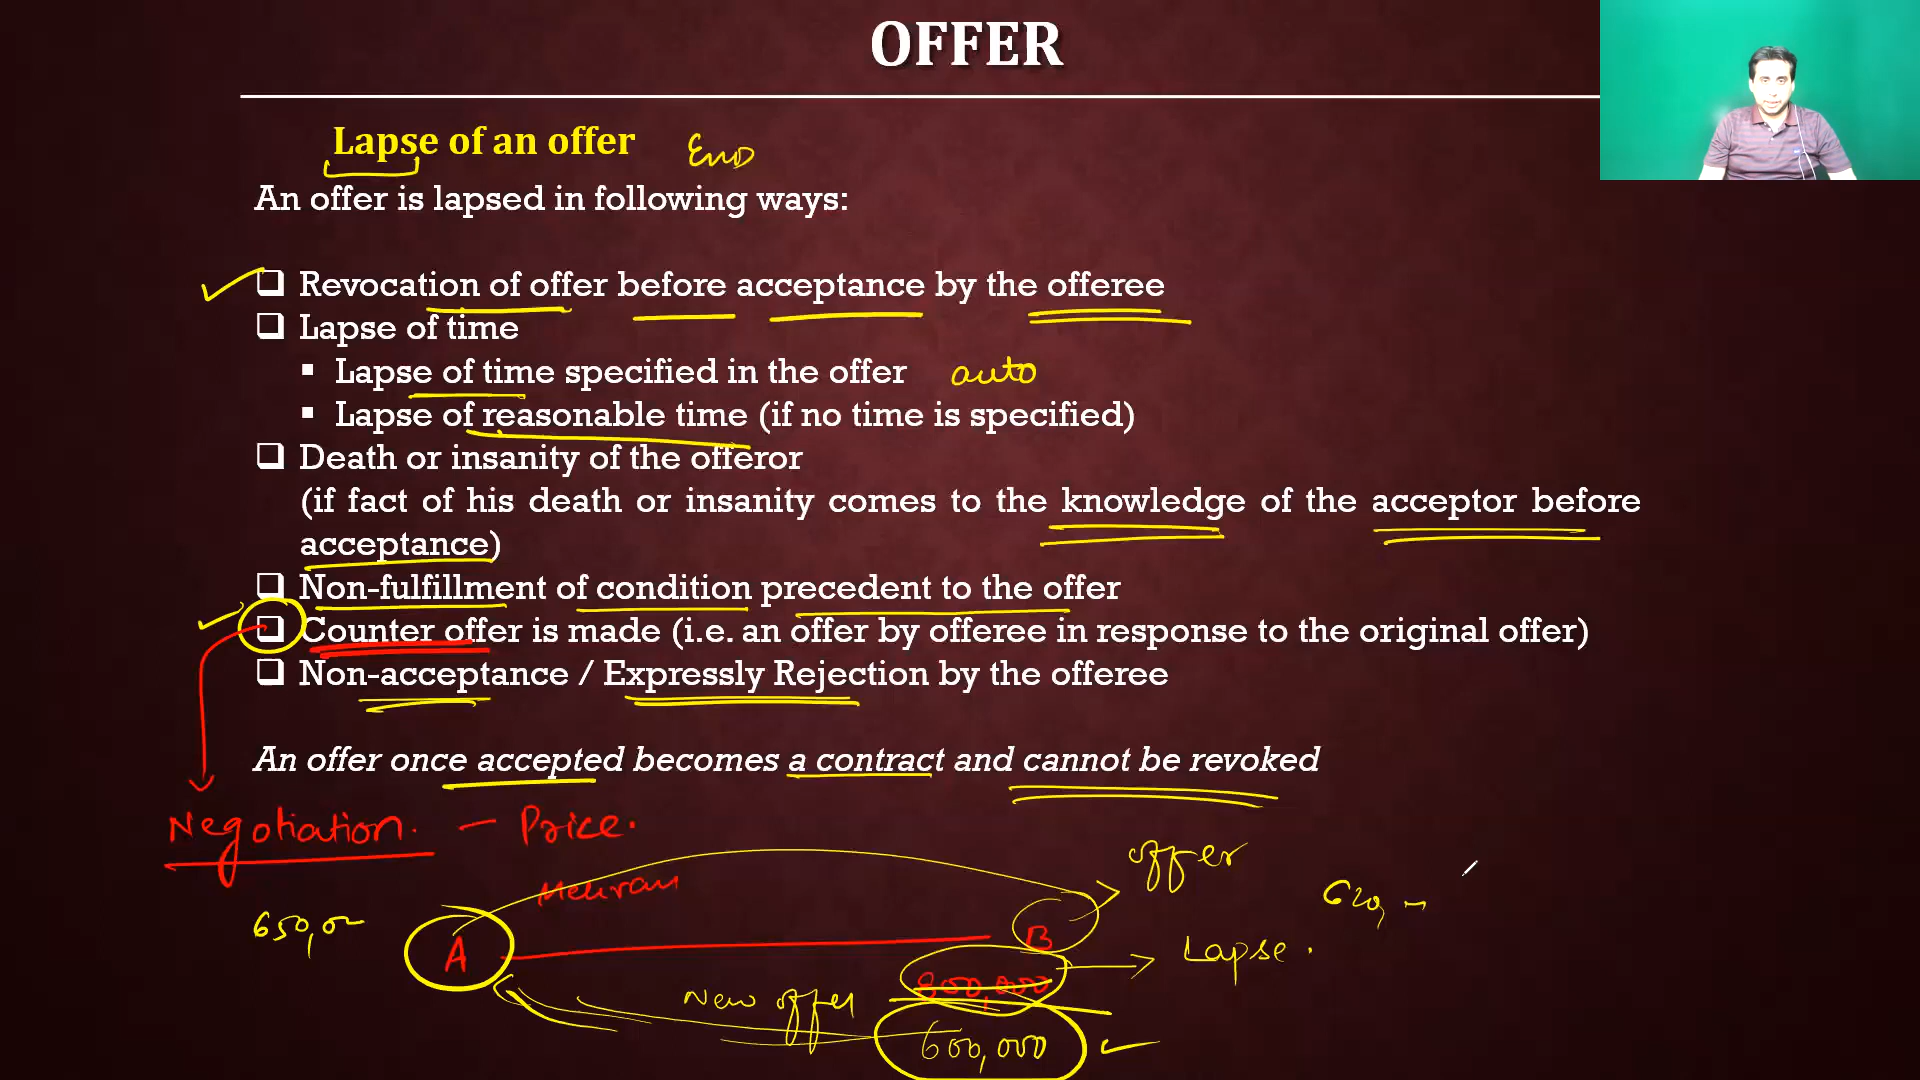 OFFER
Lapse of an offer END
An offer is lapsed in following ways:
❑ Revocation of offer before acceptance by the offeree
❑ Lapse of time
▪ Lapse of time specified in the offer auto
▪ Lapse of reasonable time (if no time is specified)
❑ Death or insanity of the offeror
(if fact of his death or insanity comes to the knowledge of the acceptor before
acceptance)
❑ Non-fulfillment of condition precedent to the offer
❑ Counter offer is made (i.e. an offer by offeree in response to the original offer)
❑ Non-acceptance / Expressly Rejection by the offeree
An offer once accepted becomes a contract and cannot be revoked
Negotiation. — Price.
offer
Mehran
650,00
A
B
620,
Lapse.
800,000
New offer
600,000